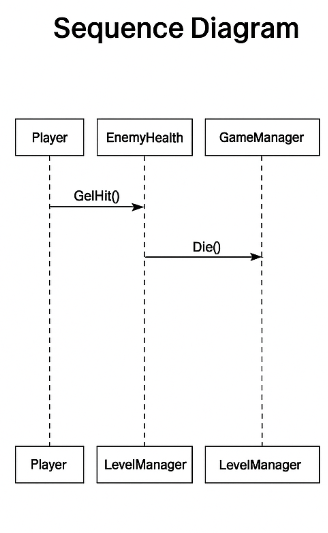 Sequence Diagram
Player
EnemyHealth
GameManager
GelHit()
Die()
Player
LevelManager
LevelManager